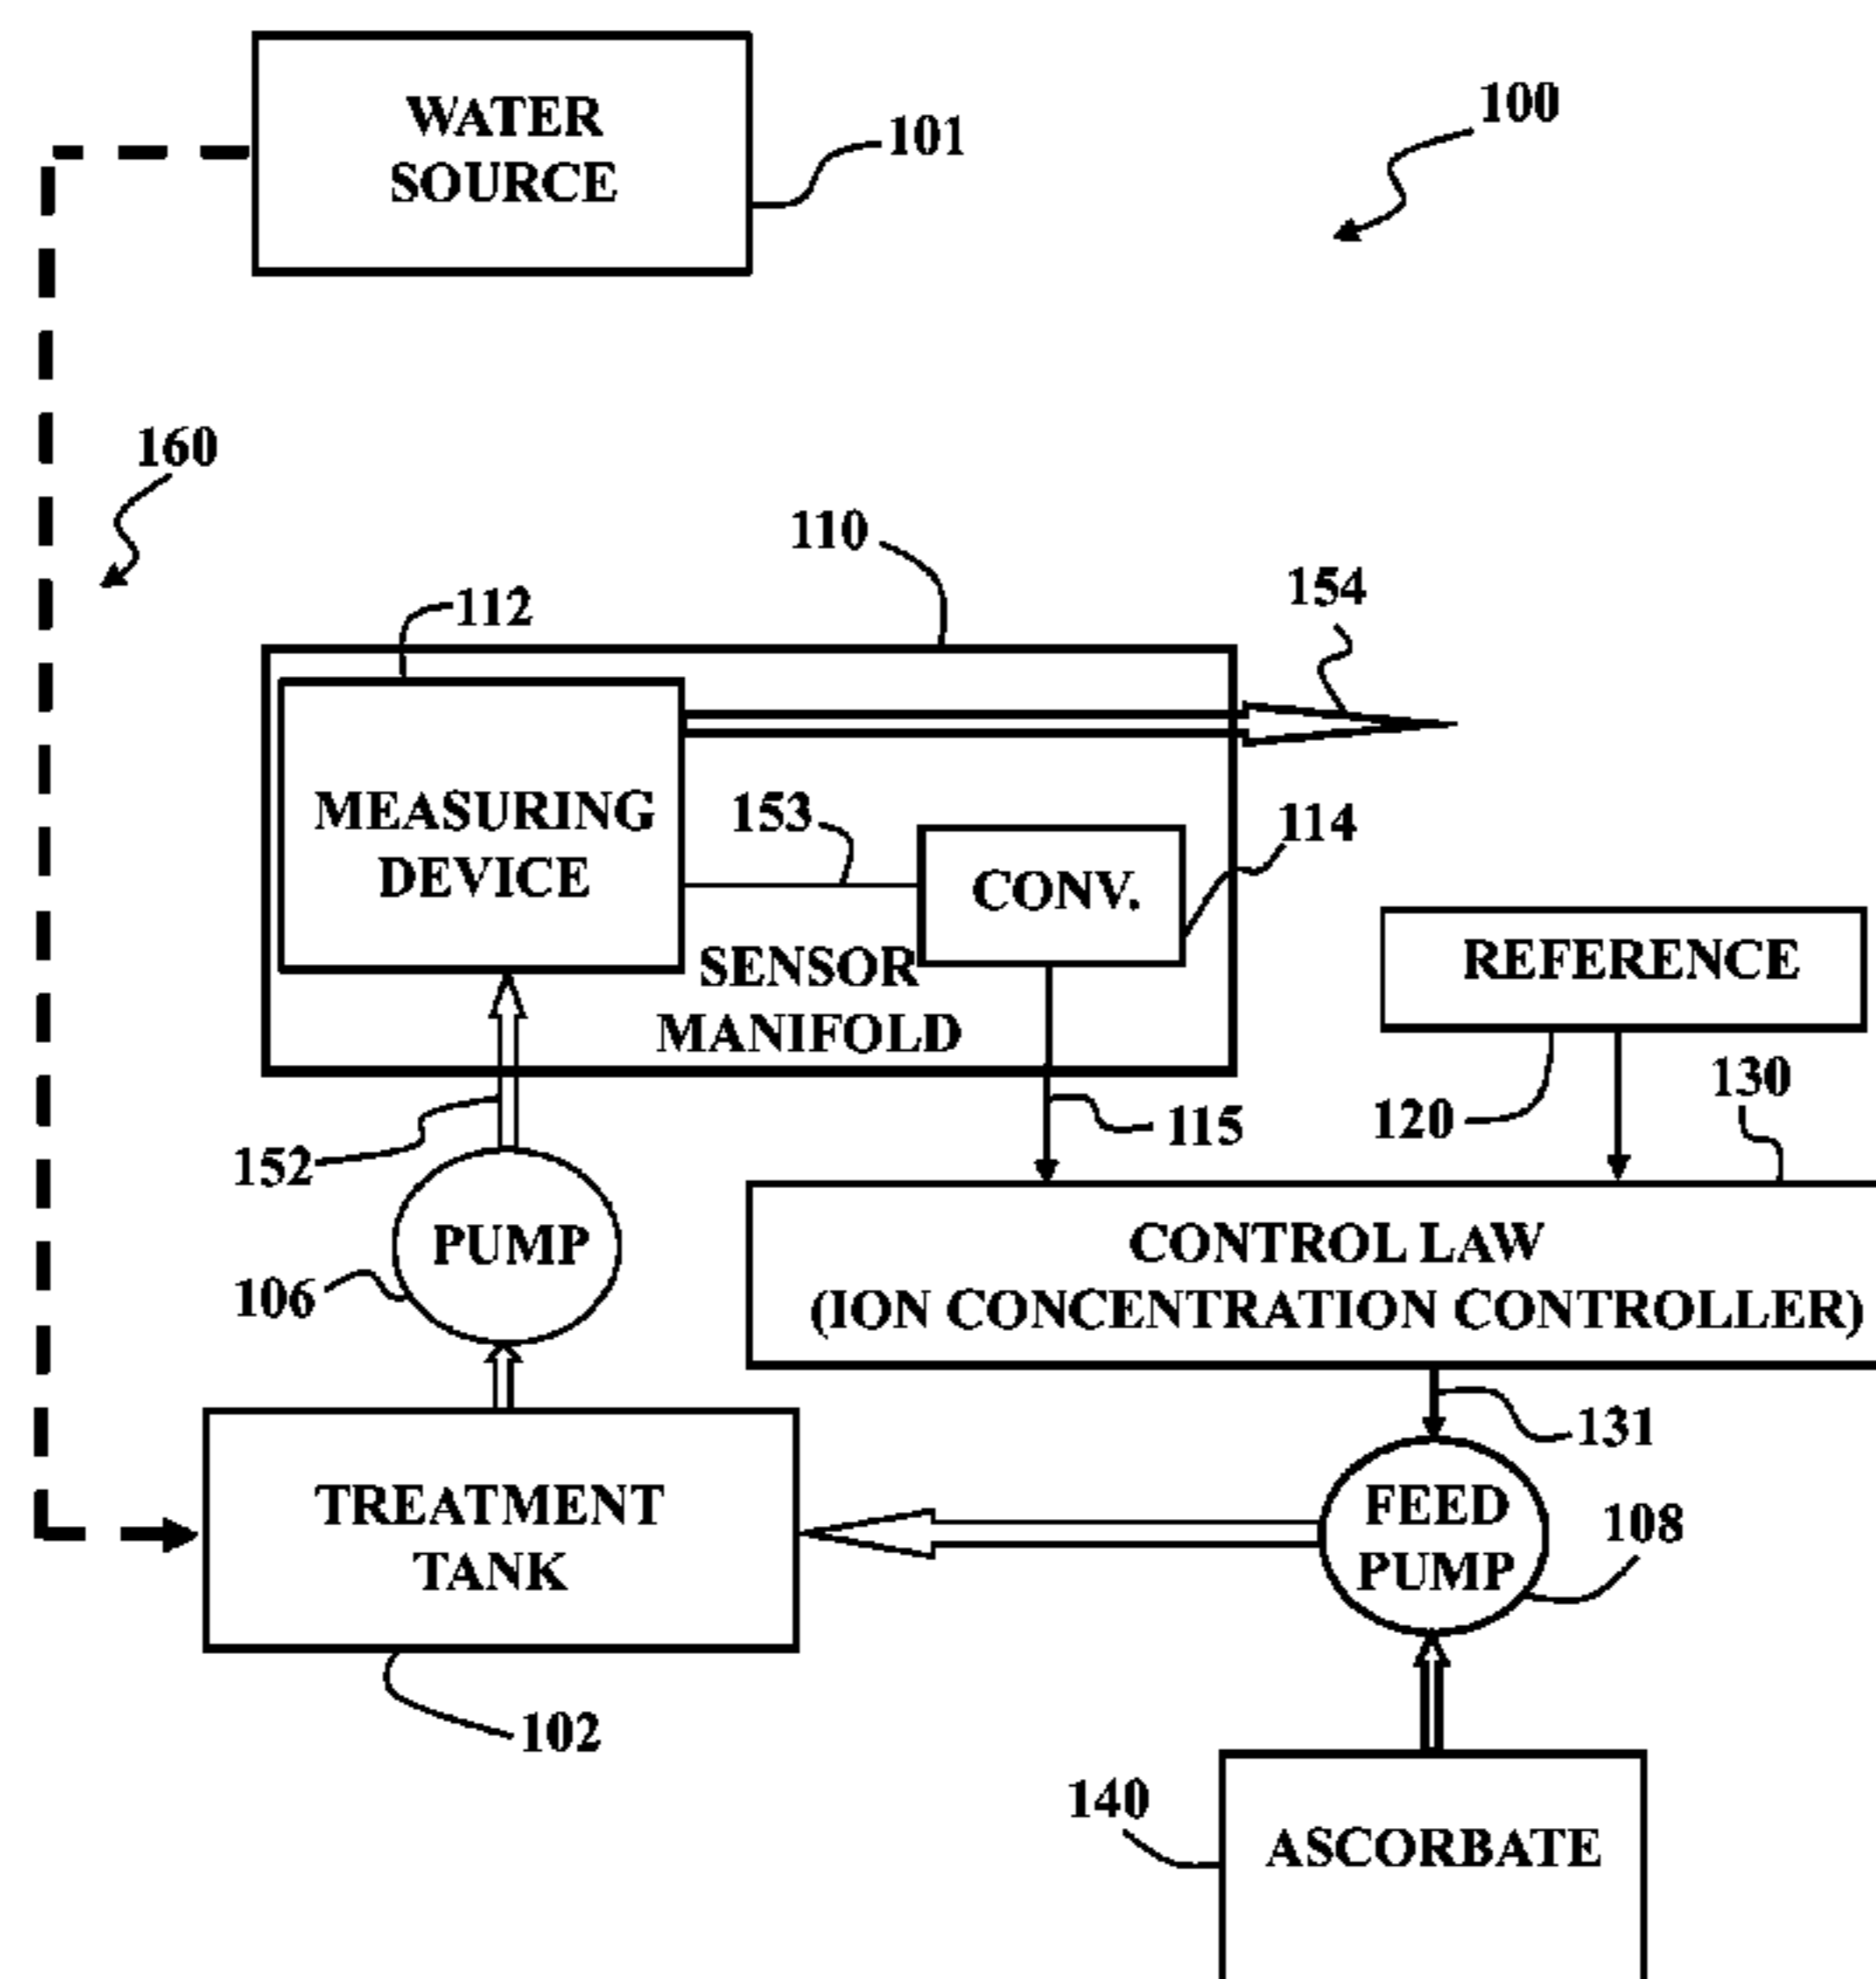 WATER
SOURCE
101
100
160
110
154
112
MEASURING
DEVICE
153
114
CONV.
SENSOR
MANIFOLD
REFERENCE
152
115
120
130
PUMP
106
CONTROL LAW
(ION CONCENTRATION CONTROLLER)
131
TREATMENT
TANK
FEED
PUMP
108
102
140
ASCORBATE